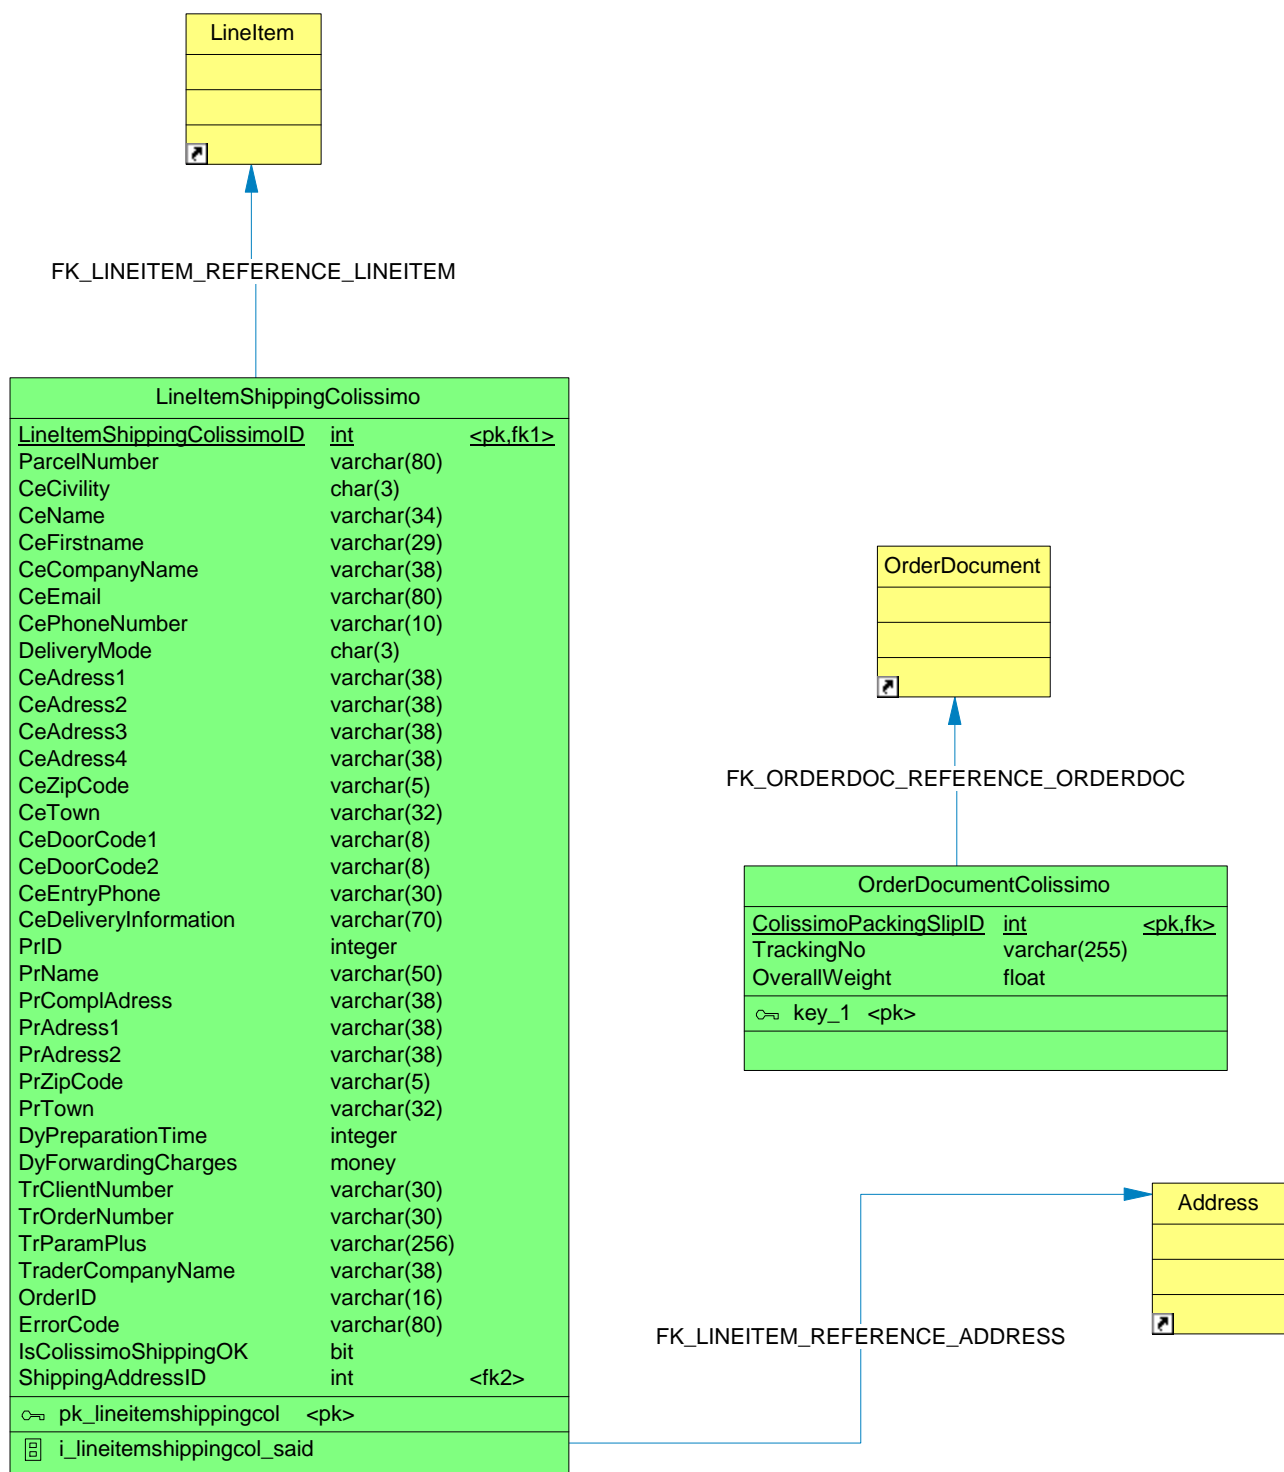 LineItem
FK_LINEITEM_REFERENCE_LINEITEM
LineItemShippingColissimo
LineItemShippingColissimoID int <pk,fk1>
ParcelNumber varchar(80)
CeCivility char(3)
CeName varchar(34)
CeFirstname varchar(29)
CeCompanyName varchar(38)
CeEmail varchar(80)
CePhoneNumber varchar(10)
DeliveryMode char(3)
CeAdress1 varchar(38)
CeAdress2 varchar(38)
CeAdress3 varchar(38)
CeAdress4 varchar(38)
CeZipCode varchar(5)
CeTown varchar(32)
CeDoorCode1 varchar(8)
CeDoorCode2 varchar(8)
CeEntryPhone varchar(30)
CeDeliveryInformation varchar(70)
PrID integer
PrName varchar(50)
PrComplAdress varchar(38)
PrAdress1 varchar(38)
PrAdress2 varchar(38)
PrZipCode varchar(5)
PrTown varchar(32)
DyPreparationTime integer
DyForwardingCharges money
TrClientNumber varchar(30)
TrOrderNumber varchar(30)
TrParamPlus varchar(256)
TraderCompanyName varchar(38)
OrderID varchar(16)
ErrorCode varchar(80)
IsColissimoShippingOK bit
ShippingAddressID int <fk2>
pk_lineitemshippingcol <pk>
i_lineitemshippingcol_said
OrderDocument
FK_ORDERDOC_REFERENCE_ORDERDOC
OrderDocumentColissimo
ColissimoPackingSlipID int <pk,fk>
TrackingNo varchar(255)
OverallWeight float
key_1 <pk>
Address
FK_LINEITEM_REFERENCE_ADDRESS